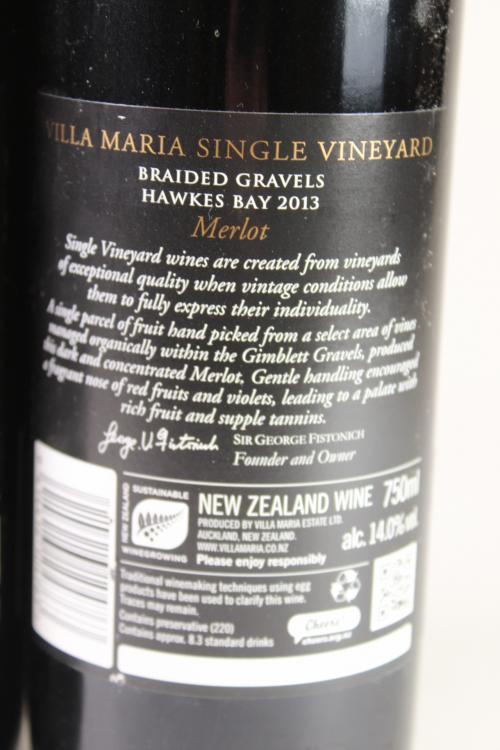 VILLA MARIA SINGLE VINEYARD
BRAIDED GRAVELS
HAWKES BAY 2013
Merlot
Single Vineyard wines are created from vineyards
of exceptional quality when vintage conditions allow
them to fully express their individuality.
A single parcel of fruit hand picked from a select area of vines
managed organically within the Gimblett Gravels, produced
this dark and concentrated Merlot. Gentle handling encouraged
a fragrant nose of red fruits and violets, leading to a palate with
rich fruit and supple tannins.
SIR GEORGE FISTONICH
Founder and Owner
NEW ZEALAND
SUSTAINABLE
WINEGROWING
NEW ZEALAND WINE 750ml
PRODUCED BY VILLA MARIA ESTATE LTD.
AUCKLAND, NEW ZEALAND.
WWW.VILLAMARIA.CO.NZ
alc. 14.0% vol.
Please enjoy responsibly
Traditional winemaking techniques using egg
products have been used to clarify this wine.
Traces may remain.
Contains preservative (220)
Contains approx. 8.3 standard drinks
Cheers
cheers.org.nz